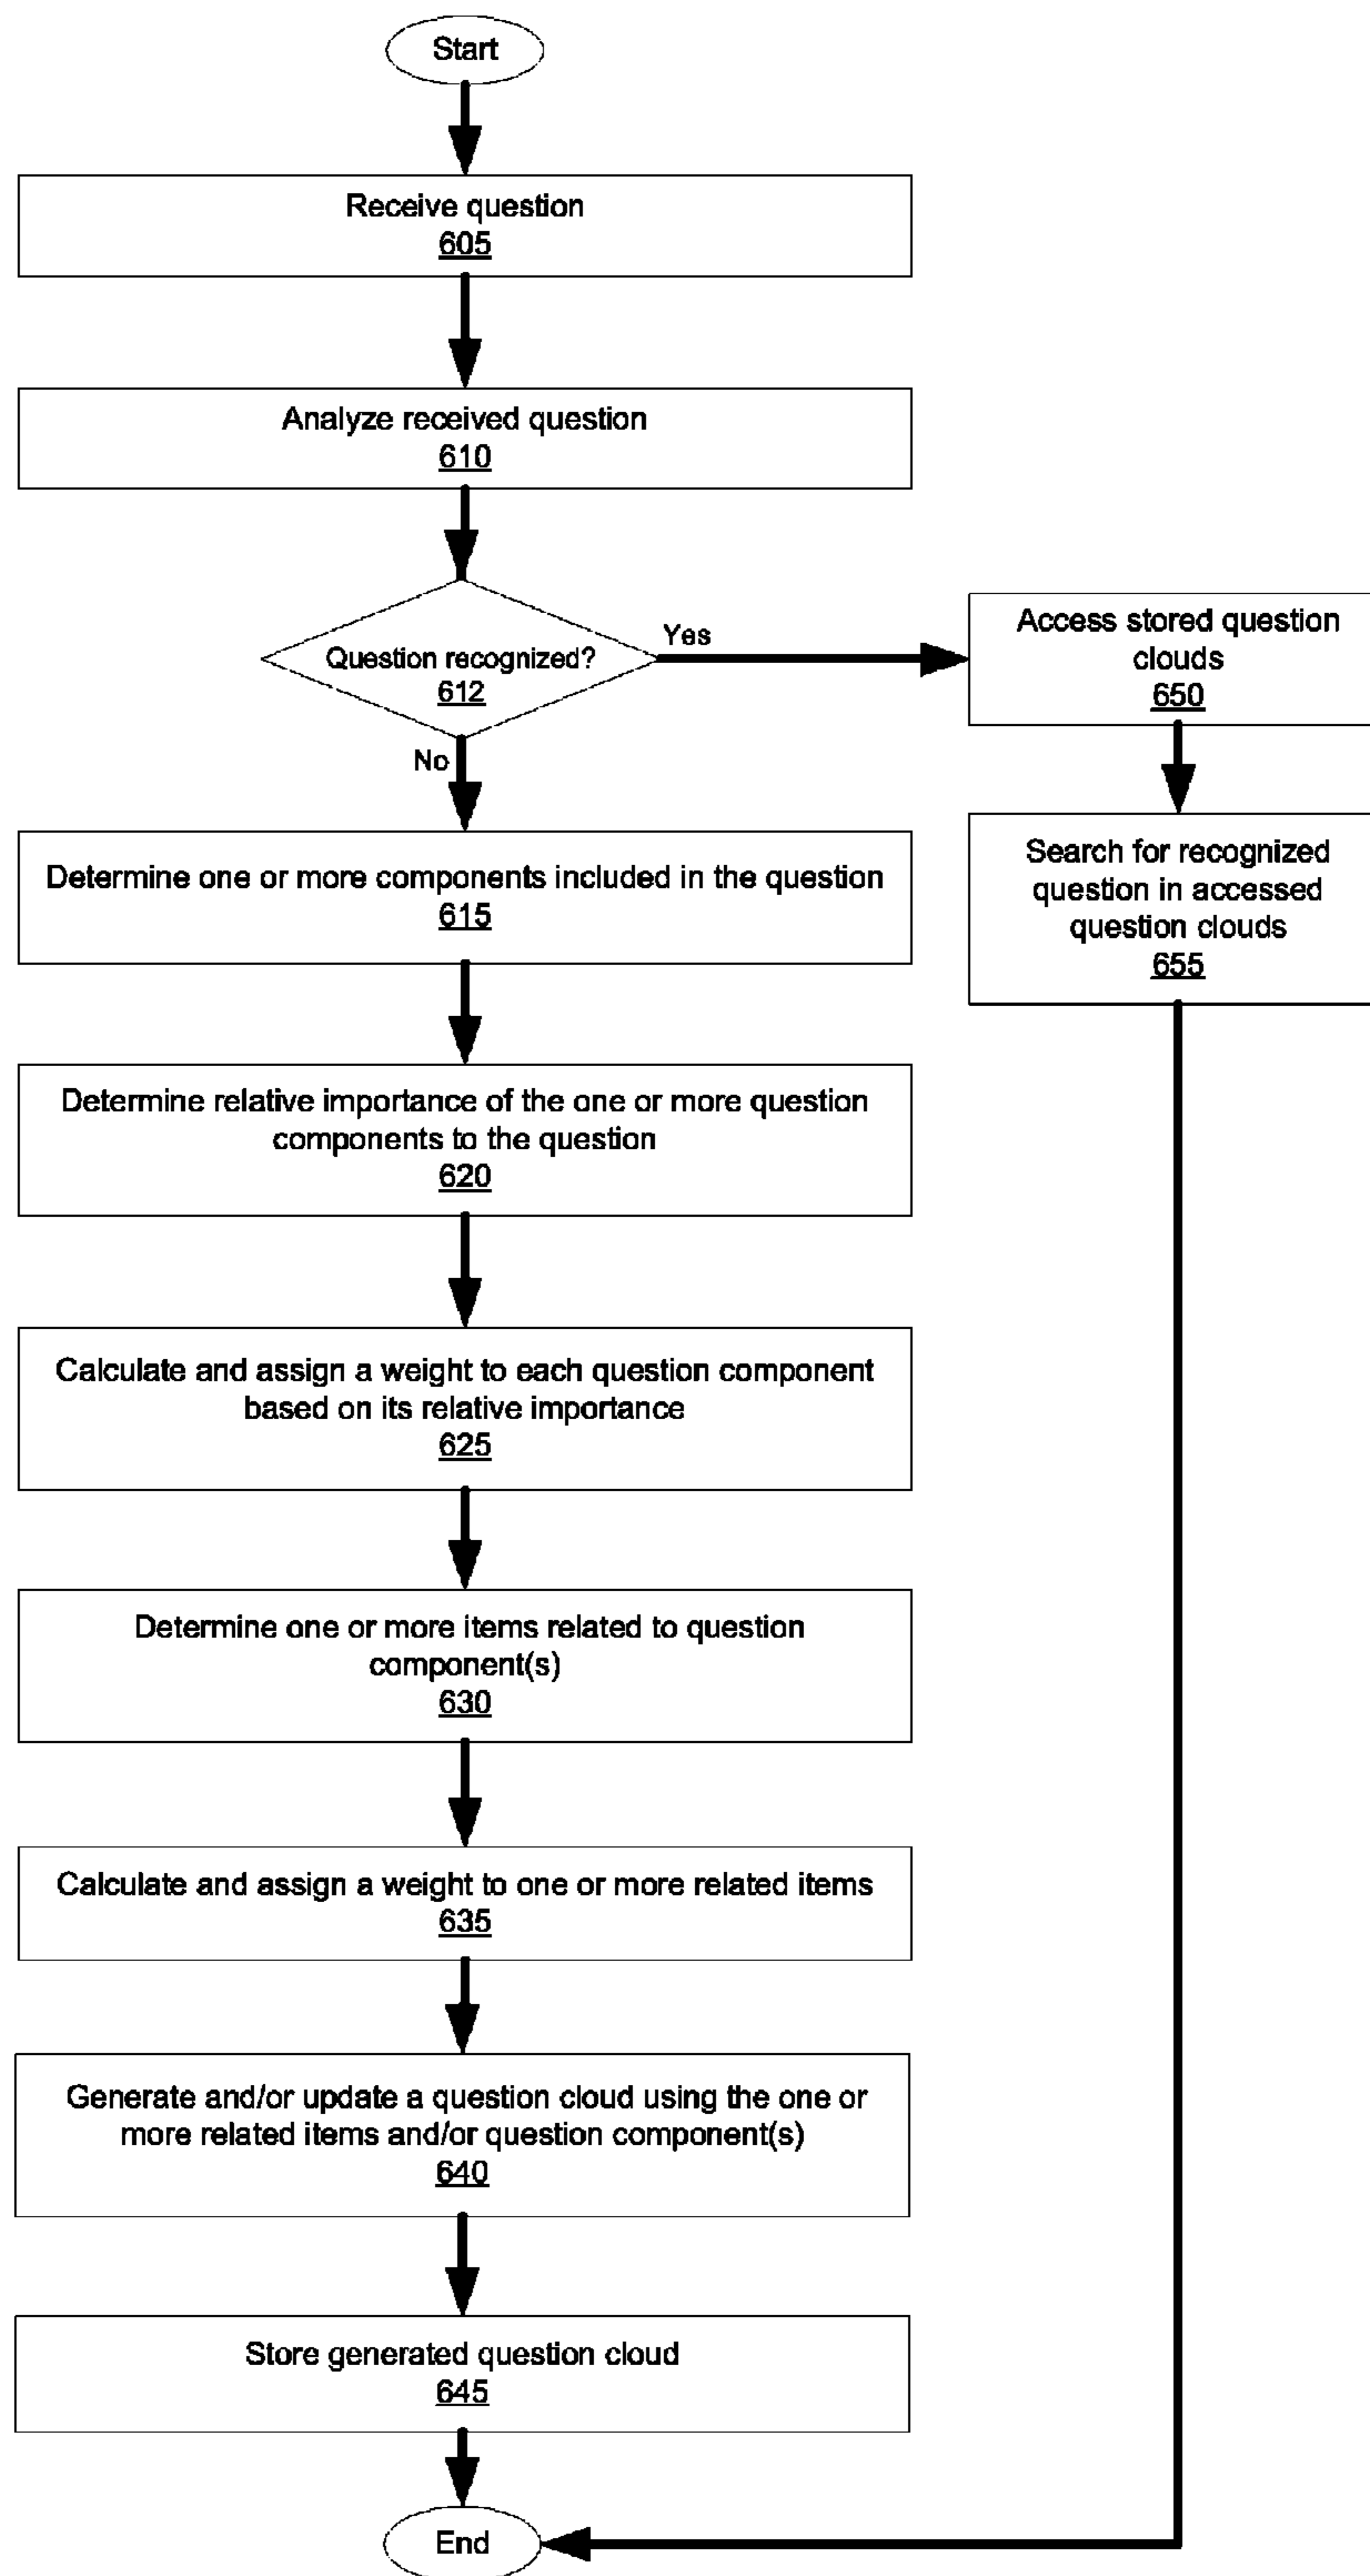 Start
Receive question
605
Analyze received question
610
Question recognized?
612
Yes
No
Access stored question
clouds
650
Search for recognized
question in accessed
question clouds
655
Determine one or more components included in the question
615
Determine relative importance of the one or more question
components to the question
620
Calculate and assign a weight to each question component
based on its relative importance
625
Determine one or more items related to question
component(s)
630
Calculate and assign a weight to one or more related items
635
Generate and/or update a question cloud using the one or
more related items and/or question component(s)
640
Store generated question cloud
645
End